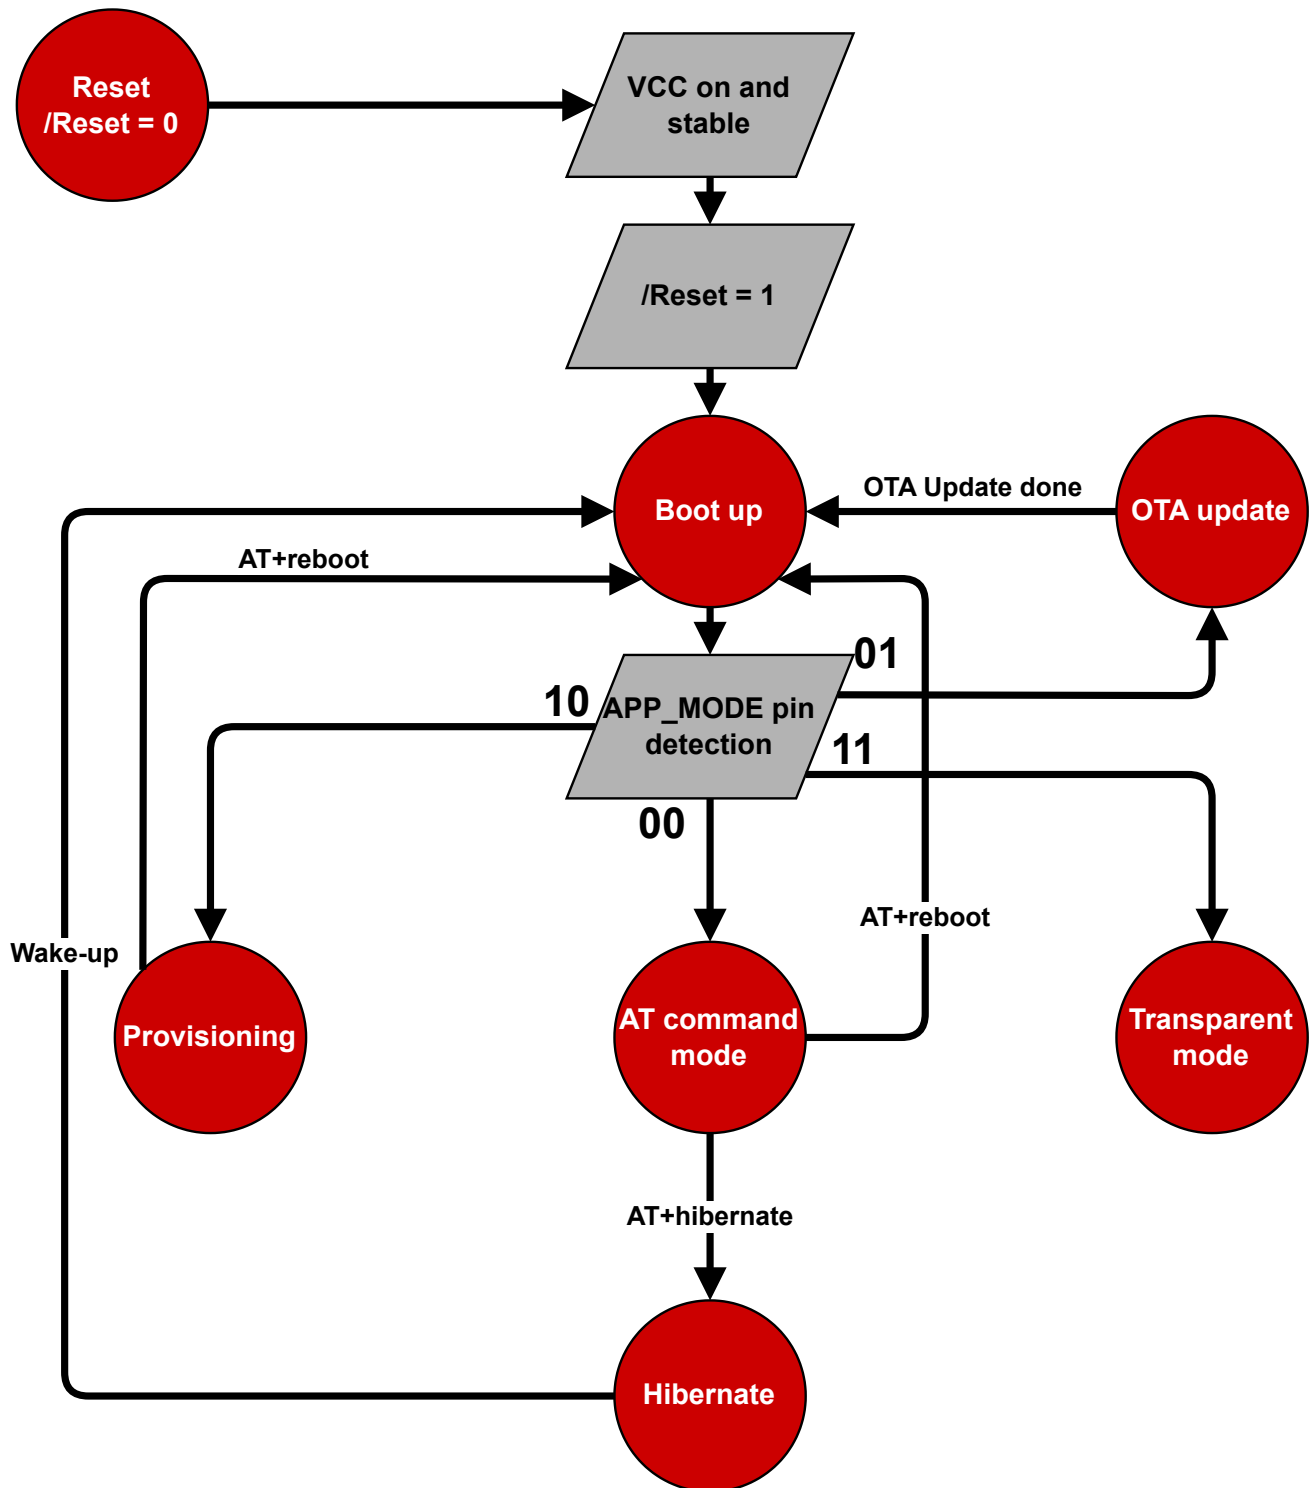 Reset
/Reset = 0
VCC on and
stable
/Reset = 1
Boot up
OTA Update done
OTA update
AT+reboot
01
10
APP_MODE pin
detection
11
00
AT+reboot
Wake-up
Provisioning
AT command
mode
Transparent
mode
AT+hibernate
Hibernate